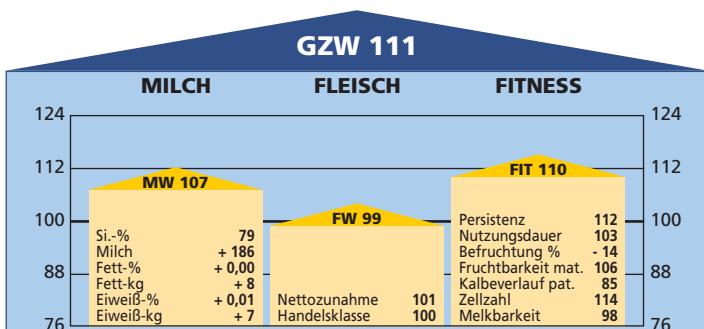 GZW 111
MILCH FLEISCH FITNESS
124 124
112 112
100 100
88 88
76 76
MW 107
Si.-% 79
Milch + 186
Fett-% + 0,00
Fett-kg + 8
Eiweiß-% + 0,01
Eiweiß-kg + 7
FW 99
Nettozunahme 101
Handelsklasse 100
FIT 110
Persistenz 112
Nutzungsdauer 103
Befruchtung % - 14
Fruchtbarkeit mat. 106
Kalbeverlauf pat. 85
Zellzahl 114
Melkbarkeit 98